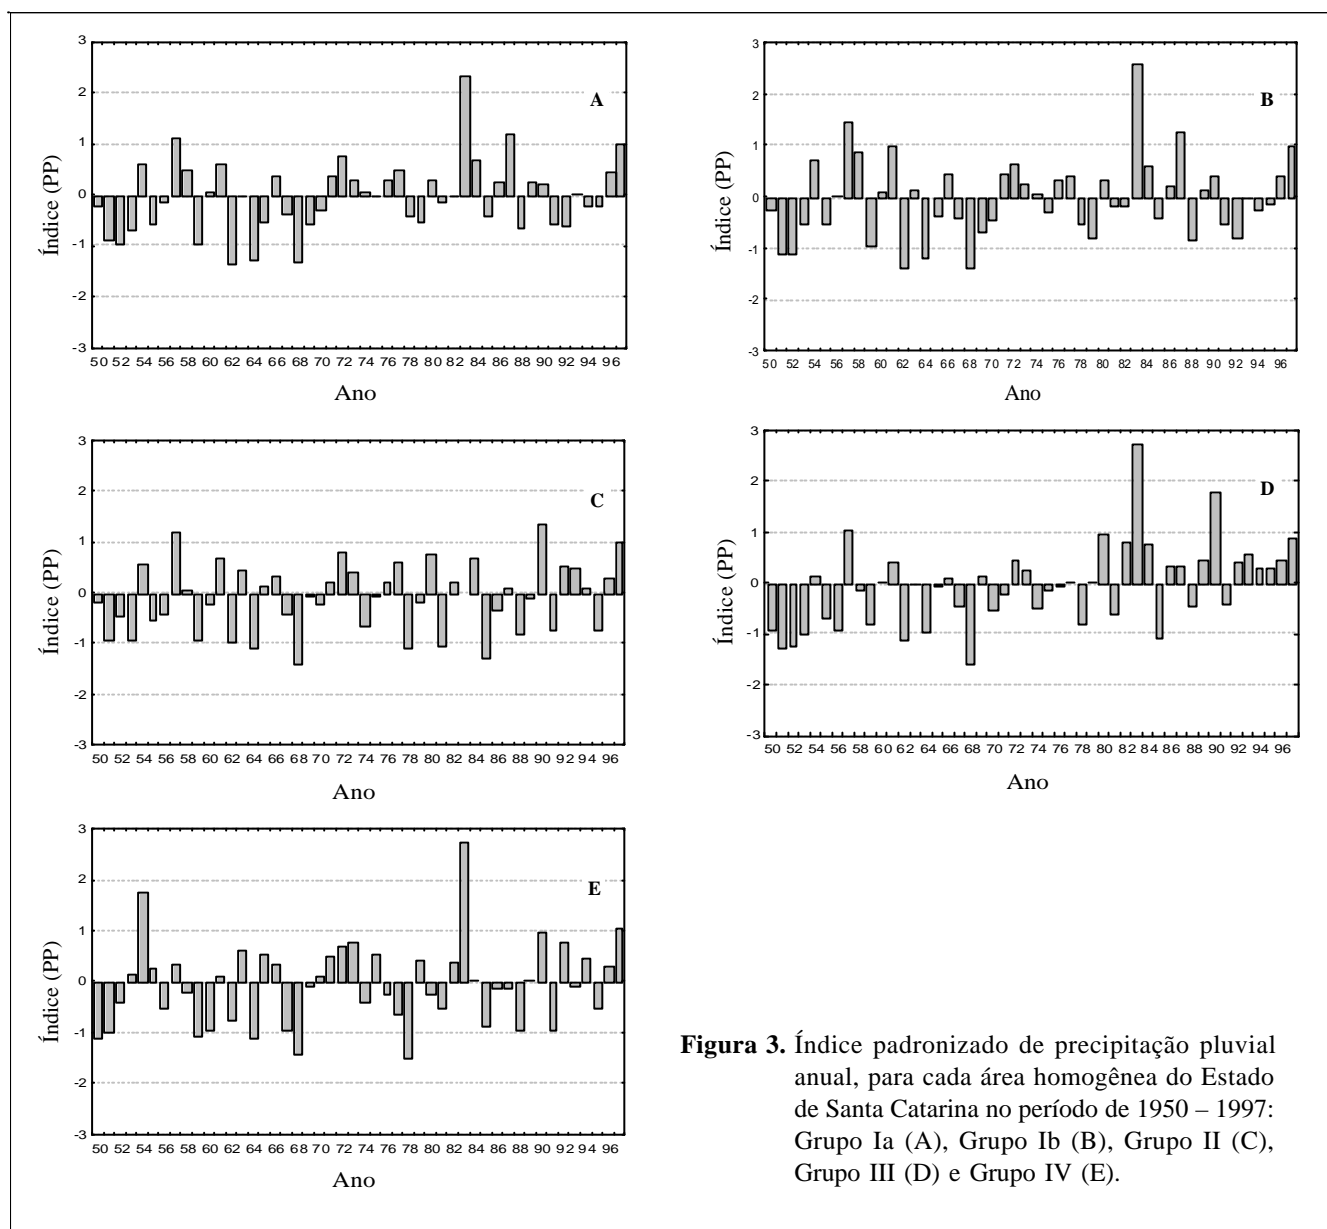 3
2
1
0
-1
-2
-3
Índice (PP)
A
50 52 54 56 58 60 62 64 66 68 70 72 74 76 78 80 82 84 86 88 90 92 94 96
Ano
3
2
1
0
-1
-2
-3
Índice (PP)
B
50 52 54 56 58 60 62 64 66 68 70 72 74 76 78 80 82 84 86 88 90 92 94 96
Ano
3
2
1
0
-1
-2
-3
Índice (PP)
C
50 52 54 56 58 60 62 64 66 68 70 72 74 76 78 80 82 84 86 88 90 92 94 96
Ano
3
2
1
0
-1
-2
-3
Índice (PP)
D
50 52 54 56 58 60 62 64 66 68 70 72 74 76 78 80 82 84 86 88 90 92 94 96
Ano
3
2
1
0
-1
-2
-3
Índice (PP)
E
50 52 54 56 58 60 62 64 66 68 70 72 74 76 78 80 82 84 86 88 90 92 94 96
Ano
Figura 3. Índice padronizado de precipitação pluvial
anual, para cada área homogênea do Estado
de Santa Catarina no período de 1950 – 1997:
Grupo Ia (A), Grupo Ib (B), Grupo II (C),
Grupo III (D) e Grupo IV (E).